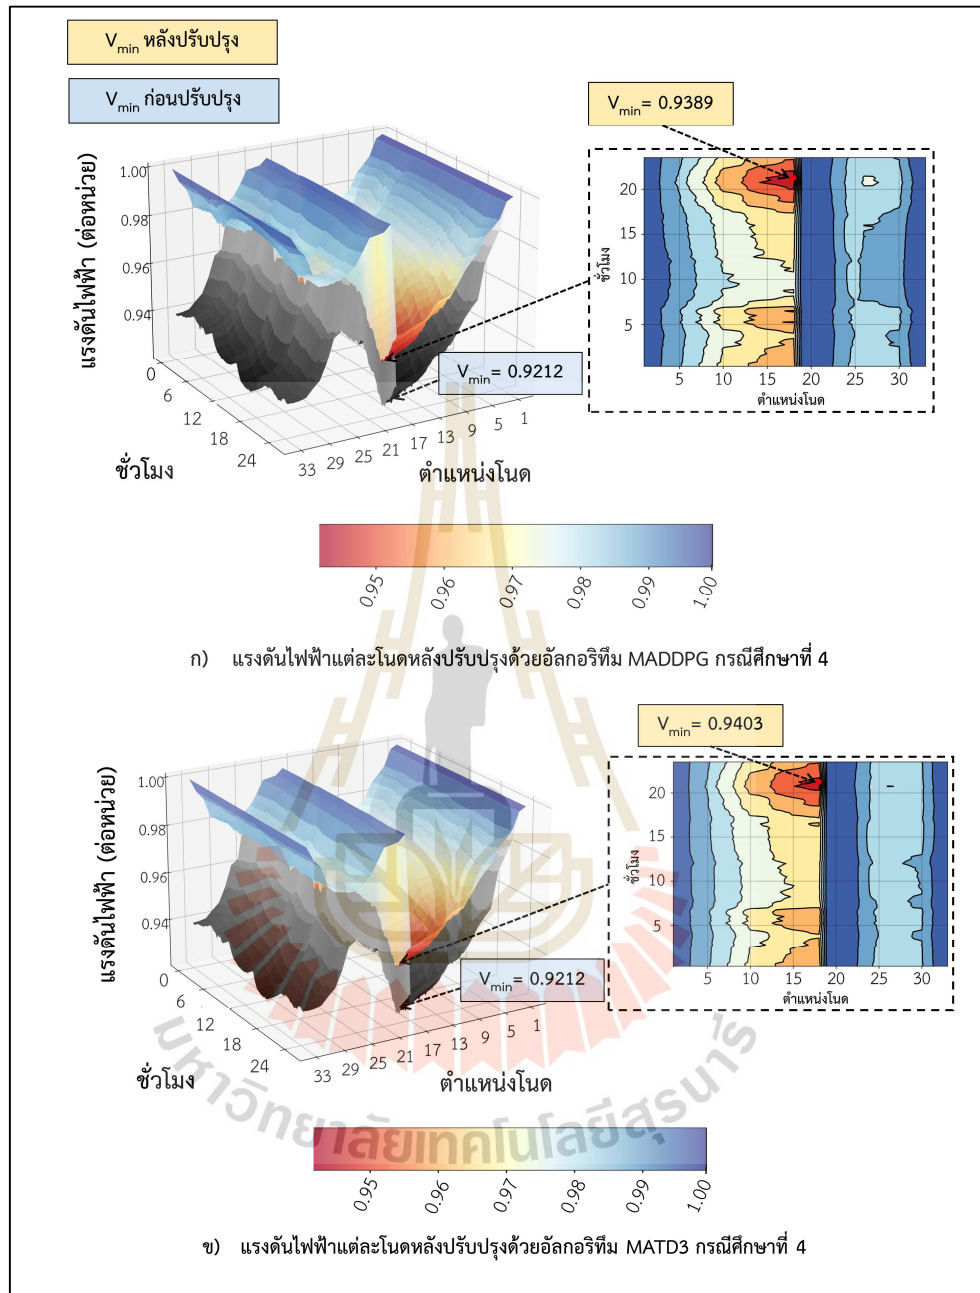 V_min หลังปรับปรุง
V_min ก่อนปรับปรุง
V_min = 0.9389
แรงดันไฟฟ้า (ต่อหน่วย)
1.00
0.98
0.96
0.94
0
6
12
18
24
ชั่วโมง
33 29 25 21 17 13 9 5 1
ตำแหน่งโนด
V_min = 0.9212
ชั่วโมง
20
15
10
5
5 10 15 20 25 30
ตำแหน่งโนด
0.95 0.96 0.97 0.98 0.99 1.00
ก) แรงดันไฟฟ้าแต่ละโนดหลังปรับปรุงด้วยอัลกอริทึม MADDPG กรณีศึกษาที่ 4
V_min = 0.9403
แรงดันไฟฟ้า (ต่อหน่วย)
1.00
0.98
0.96
0.94
0
6
12
18
24
ชั่วโมง
33 29 25 21 17 13 9 5 1
ตำแหน่งโนด
V_min = 0.9212
ชั่วโมง
20
15
10
5
5 10 15 20 25 30
ตำแหน่งโนด
มหาวิทยาลัยเทคโนโลยีสุรนารี
0.95 0.96 0.97 0.98 0.99 1.00
ข) แรงดันไฟฟ้าแต่ละโนดหลังปรับปรุงด้วยอัลกอริทึม MATD3 กรณีศึกษาที่ 4